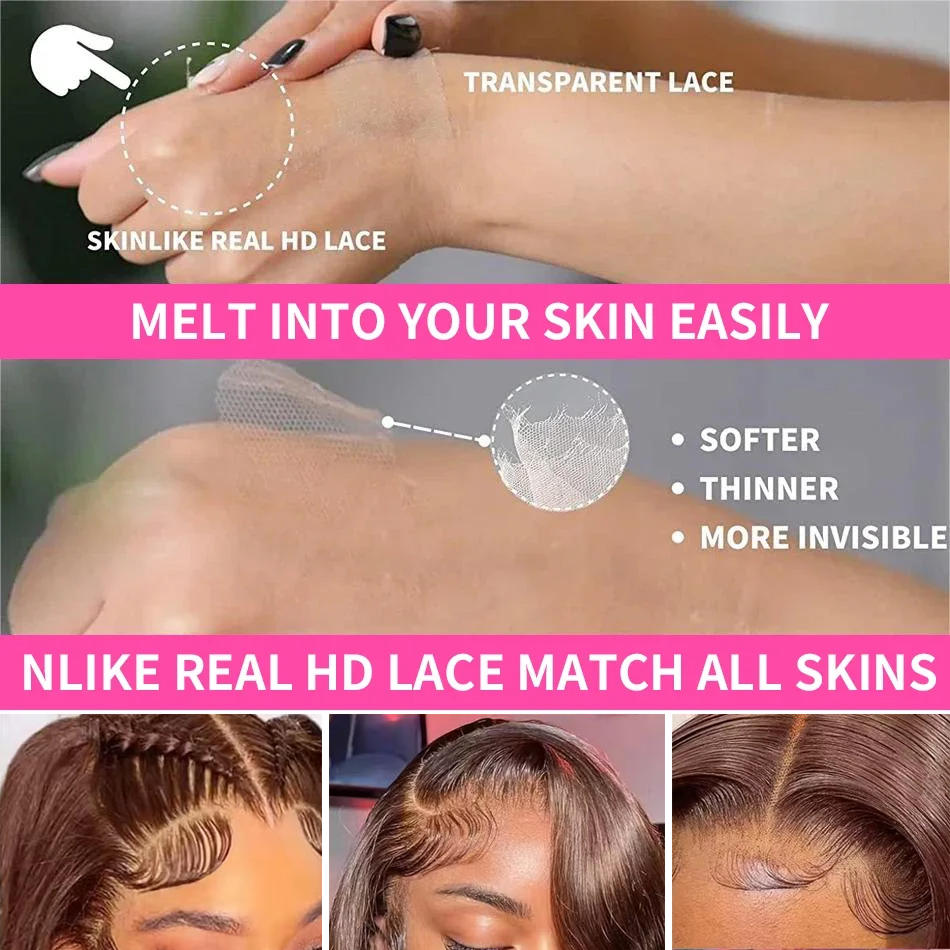 TRANSPARENT LACE
SKINLIKE REAL HD LACE
MELT INTO YOUR SKIN EASILY
• SOFTER
• THINNER
• MORE INVISIBLE
NLIKE REAL HD LACE MATCH ALL SKINS